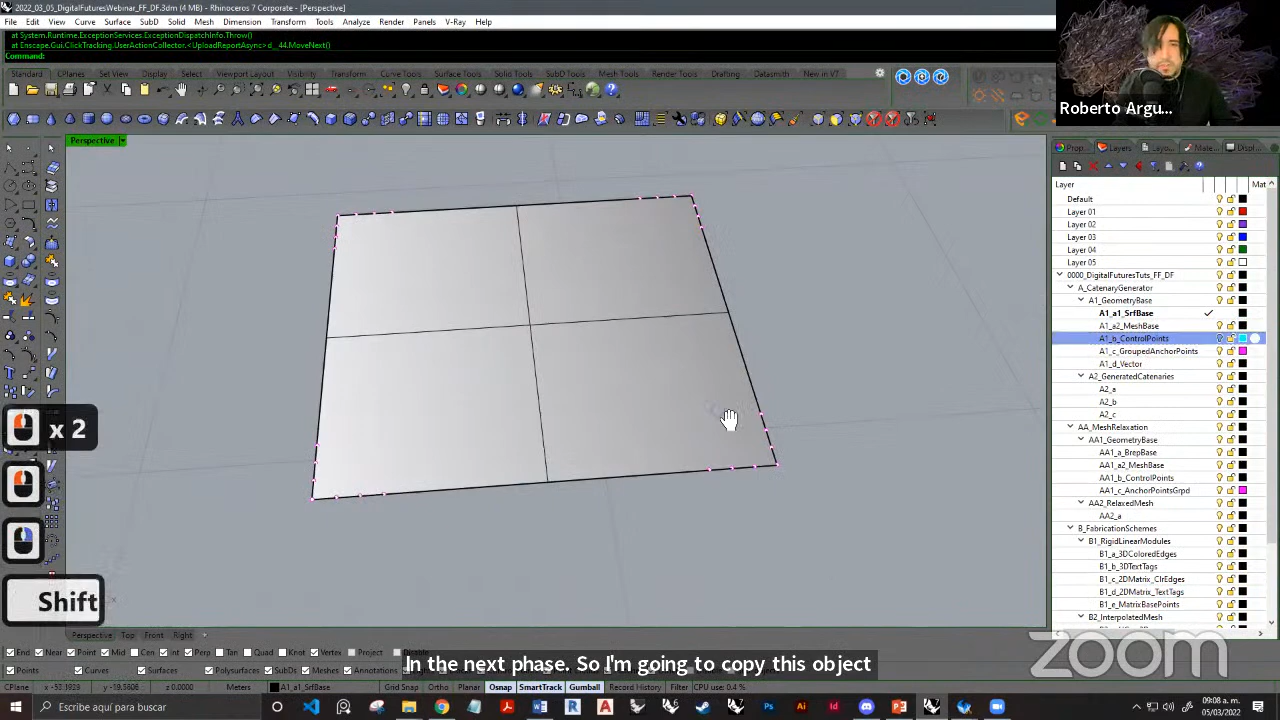 2022_03_05_DigitalFuturesWebinar_FF_DF.3dm (4 MB) - Rhinoceros 7 Corporate - [Perspective]
File Edit View Curve Surface SubD Solid Mesh Dimension Transform Tools Analyze Render Panels V-Ray Help
at System.Runtime.ExceptionServices.ExceptionDispatchInfo.Throw()
at Enscape.Gui.ClickTracking.UserActionCollector.<UploadReportAsync>d__44.MoveNext()
Command:
Standard CPlanes Set View Display Select Viewport Layout Visibility Transform Curve Tools Surface Tools Solid Tools SubD Tools Mesh Tools Render Tools Drafting Datasmith New in V7
Roberto Argu...
Perspective
Prop... Layers Layo... Mate... Displ...
Layer Mat
Default
Layer 01
Layer 02
Layer 03
Layer 04
Layer 05
0000_DigitalFuturesTuts_FF_DF
A_CatenaryGenerator
A1_GeometryBase
A1_a1_SrfBase
A1_a2_MeshBase
A1_b_ControlPoints
A1_c_GroupedAnchorPoints
A1_d_Vector
A2_GeneratedCatenaries
A2_a
A2_b
A2_c
AA_MeshRelaxation
AA1_GeometryBase
AA1_a_BrepBase
AA1_a2_MeshBase
AA1_b_ControlPoints
AA1_c_AnchorPointsGrpd
AA2_RelaxedMesh
AA2_a
B_FabricationSchemes
B1_RigidLinearModules
B1_a_3DColoredEdges
B1_b_3DTextTags
B1_c_2DMatrix_ClrEdges
B1_d_2DMatrix_TextTags
B1_e_MatrixBasePoints
B2_InterpolatedMesh
x 2
Shift
Perspective Top Front Right
End Near Point Mid Cen Int Perp Tan Quad Knot Vertex Project Disable
Points Curves Surfaces Polysurfaces SubDs Meshes Annotations
In the next phase. So I'm going to copy this object
zoom
CPlane Meters A1_a1_SrfBase Grid Snap Ortho Planar Osnap SmartTrack Gumball Record History Filter CPU use: 0.4 %
Escribe aquí para buscar
09:08 a. m.
05/03/2022